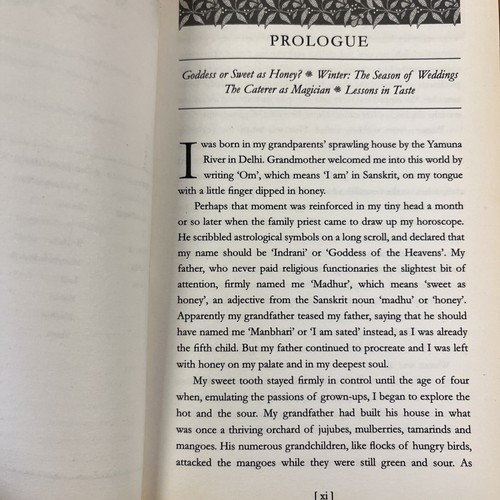 PROLOGUE
Goddess or Sweet as Honey? ❋ Winter: The Season of Weddings
The Caterer as Magician ❋ Lessons in Taste
I was born in my grandparents' sprawling house by the Yamuna
River in Delhi. Grandmother welcomed me into this world by
writing 'Om', which means 'I am' in Sanskrit, on my tongue
with a little finger dipped in honey.
Perhaps that moment was reinforced in my tiny head a month
or so later when the family priest came to draw up my horoscope.
He scribbled astrological symbols on a long scroll, and declared that
my name should be 'Indrani' or 'Goddess of the Heavens'. My
father, who never paid religious functionaries the slightest bit of
attention, firmly named me 'Madhur', which means 'sweet as
honey', an adjective from the Sanskrit noun 'madhu' or 'honey'.
Apparently my grandfather teased my father, saying that he should
have named me 'Manbhari' or 'I am sated' instead, as I was already
the fifth child. But my father continued to procreate and I was left
with honey on my palate and in my deepest soul.
My sweet tooth stayed firmly in control until the age of four
when, emulating the passions of grown-ups, I began to explore the
hot and the sour. My grandfather had built his house in what
was once a thriving orchard of jujubes, mulberries, tamarinds and
mangoes. His numerous grandchildren, like flocks of hungry birds,
attacked the mangoes while they were still green and sour. As
[ xi ]